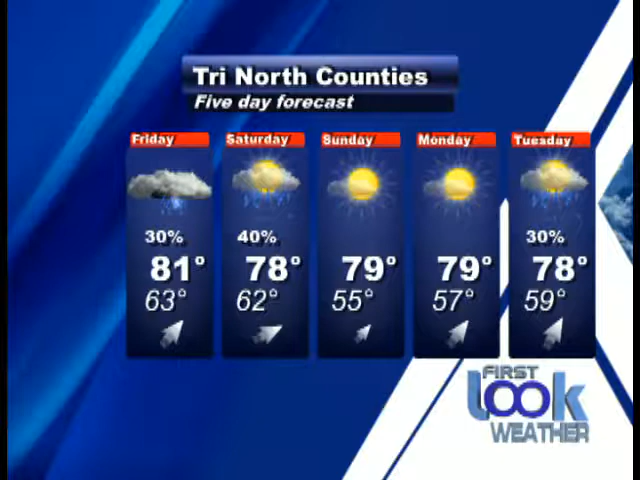 Tri North Counties
Five day forecast
Friday Saturday Sunday Monday Tuesday
30% 40% 30%
81° 78° 79° 79° 78°
63° 62° 55° 57° 59°
FIRST
Look
WEATHER